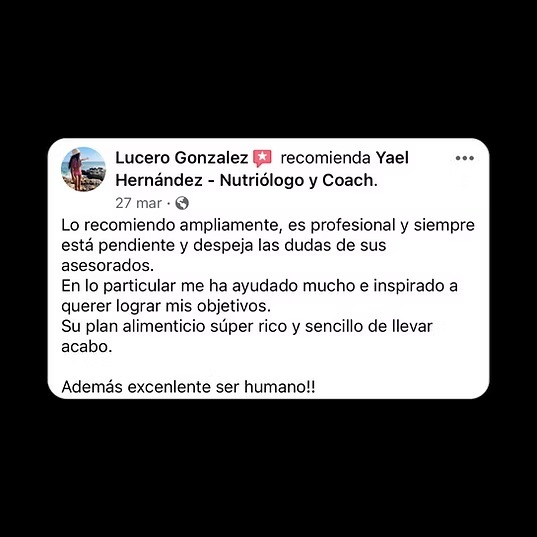 Lucero Gonzalez recomienda Yael
Hernández - Nutriólogo y Coach.
27 mar ·
Lo recomiendo ampliamente, es profesional y siempre
está pendiente y despeja las dudas de sus
asesorados.
En lo particular me ha ayudado mucho e inspirado a
querer lograr mis objetivos.
Su plan alimenticio súper rico y sencillo de llevar
acabo.
Además excenlente ser humano!!